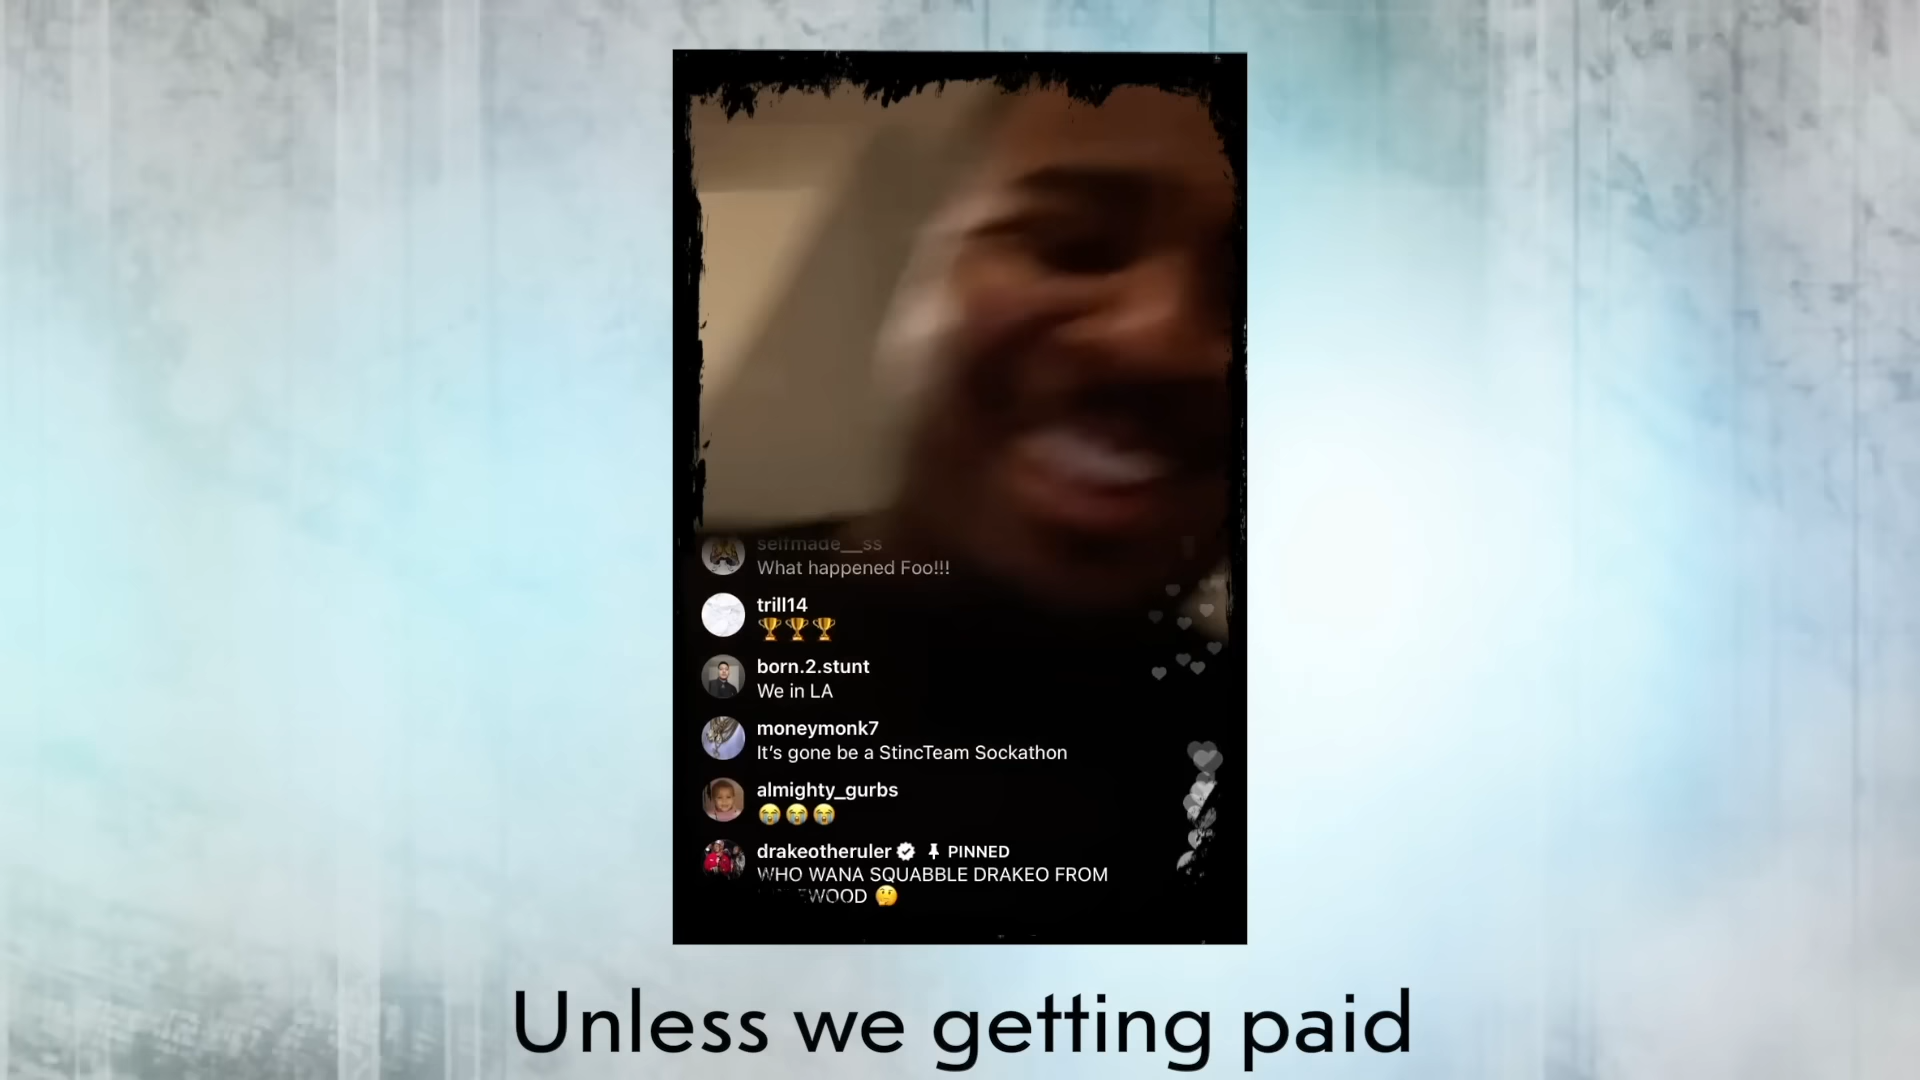 selfmade__ss
What happened Foo!!!
trill14
🏆🏆🏆
born.2.stunt
We in LA
moneymonk7
It's gone be a StincTeam Sockathon
almighty_gurbs
😭😭😭
drakeotheruler PINNED
WHO WANA SQUABBLE DRAKEO FROM
🤔
Unless we getting paid